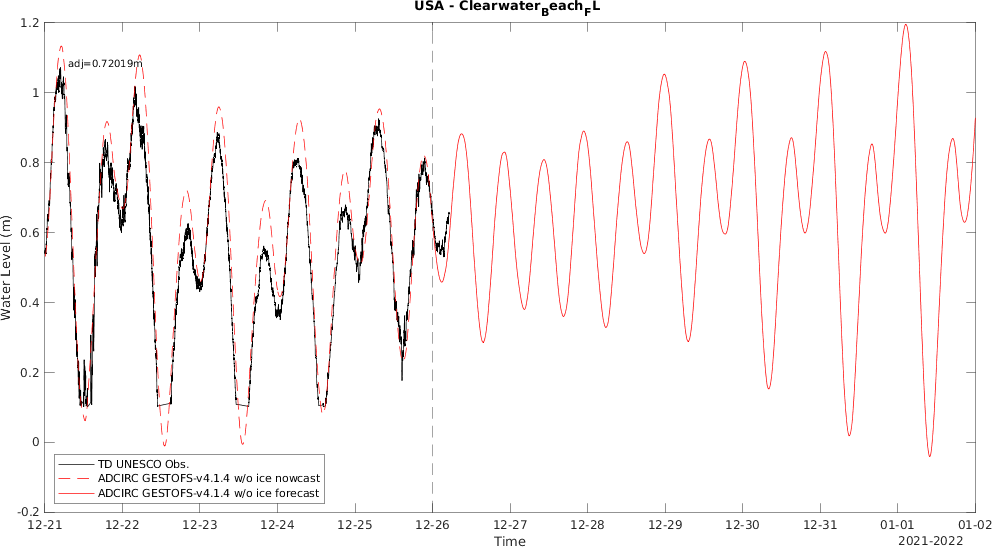 USA - Clearwater_Beach_FL
adj=0.72019m
1.2
1
0.8
0.6
0.4
0.2
0
-0.2
Water Level (m)
TD UNESCO Obs.
ADCIRC GESTOFS-v4.1.4 w/o ice nowcast
ADCIRC GESTOFS-v4.1.4 w/o ice forecast
12-21 12-22 12-23 12-24 12-25 12-26 12-27 12-28 12-29 12-30 12-31 01-01 01-02
Time
2021-2022